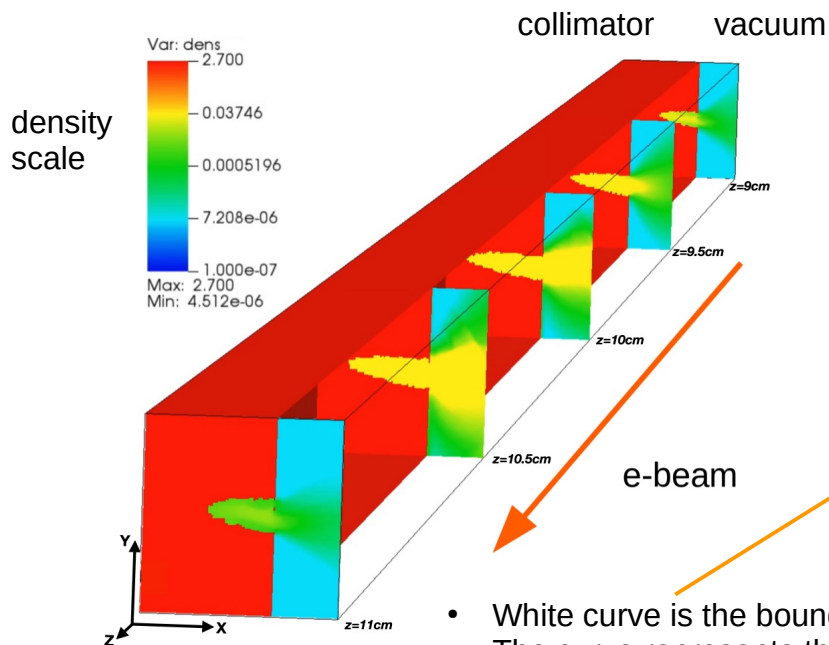 collimator vacuum
Var: dens
2.700
0.03746
0.0005196
7.208e-06
1.000e-07
Max: 2.700
Min: 4.512e-06
density
scale
z=9cm
z=9.5cm
z=10cm
z=10.5cm
z=11cm
e-beam
Y
X
Z
• White curve is the boun